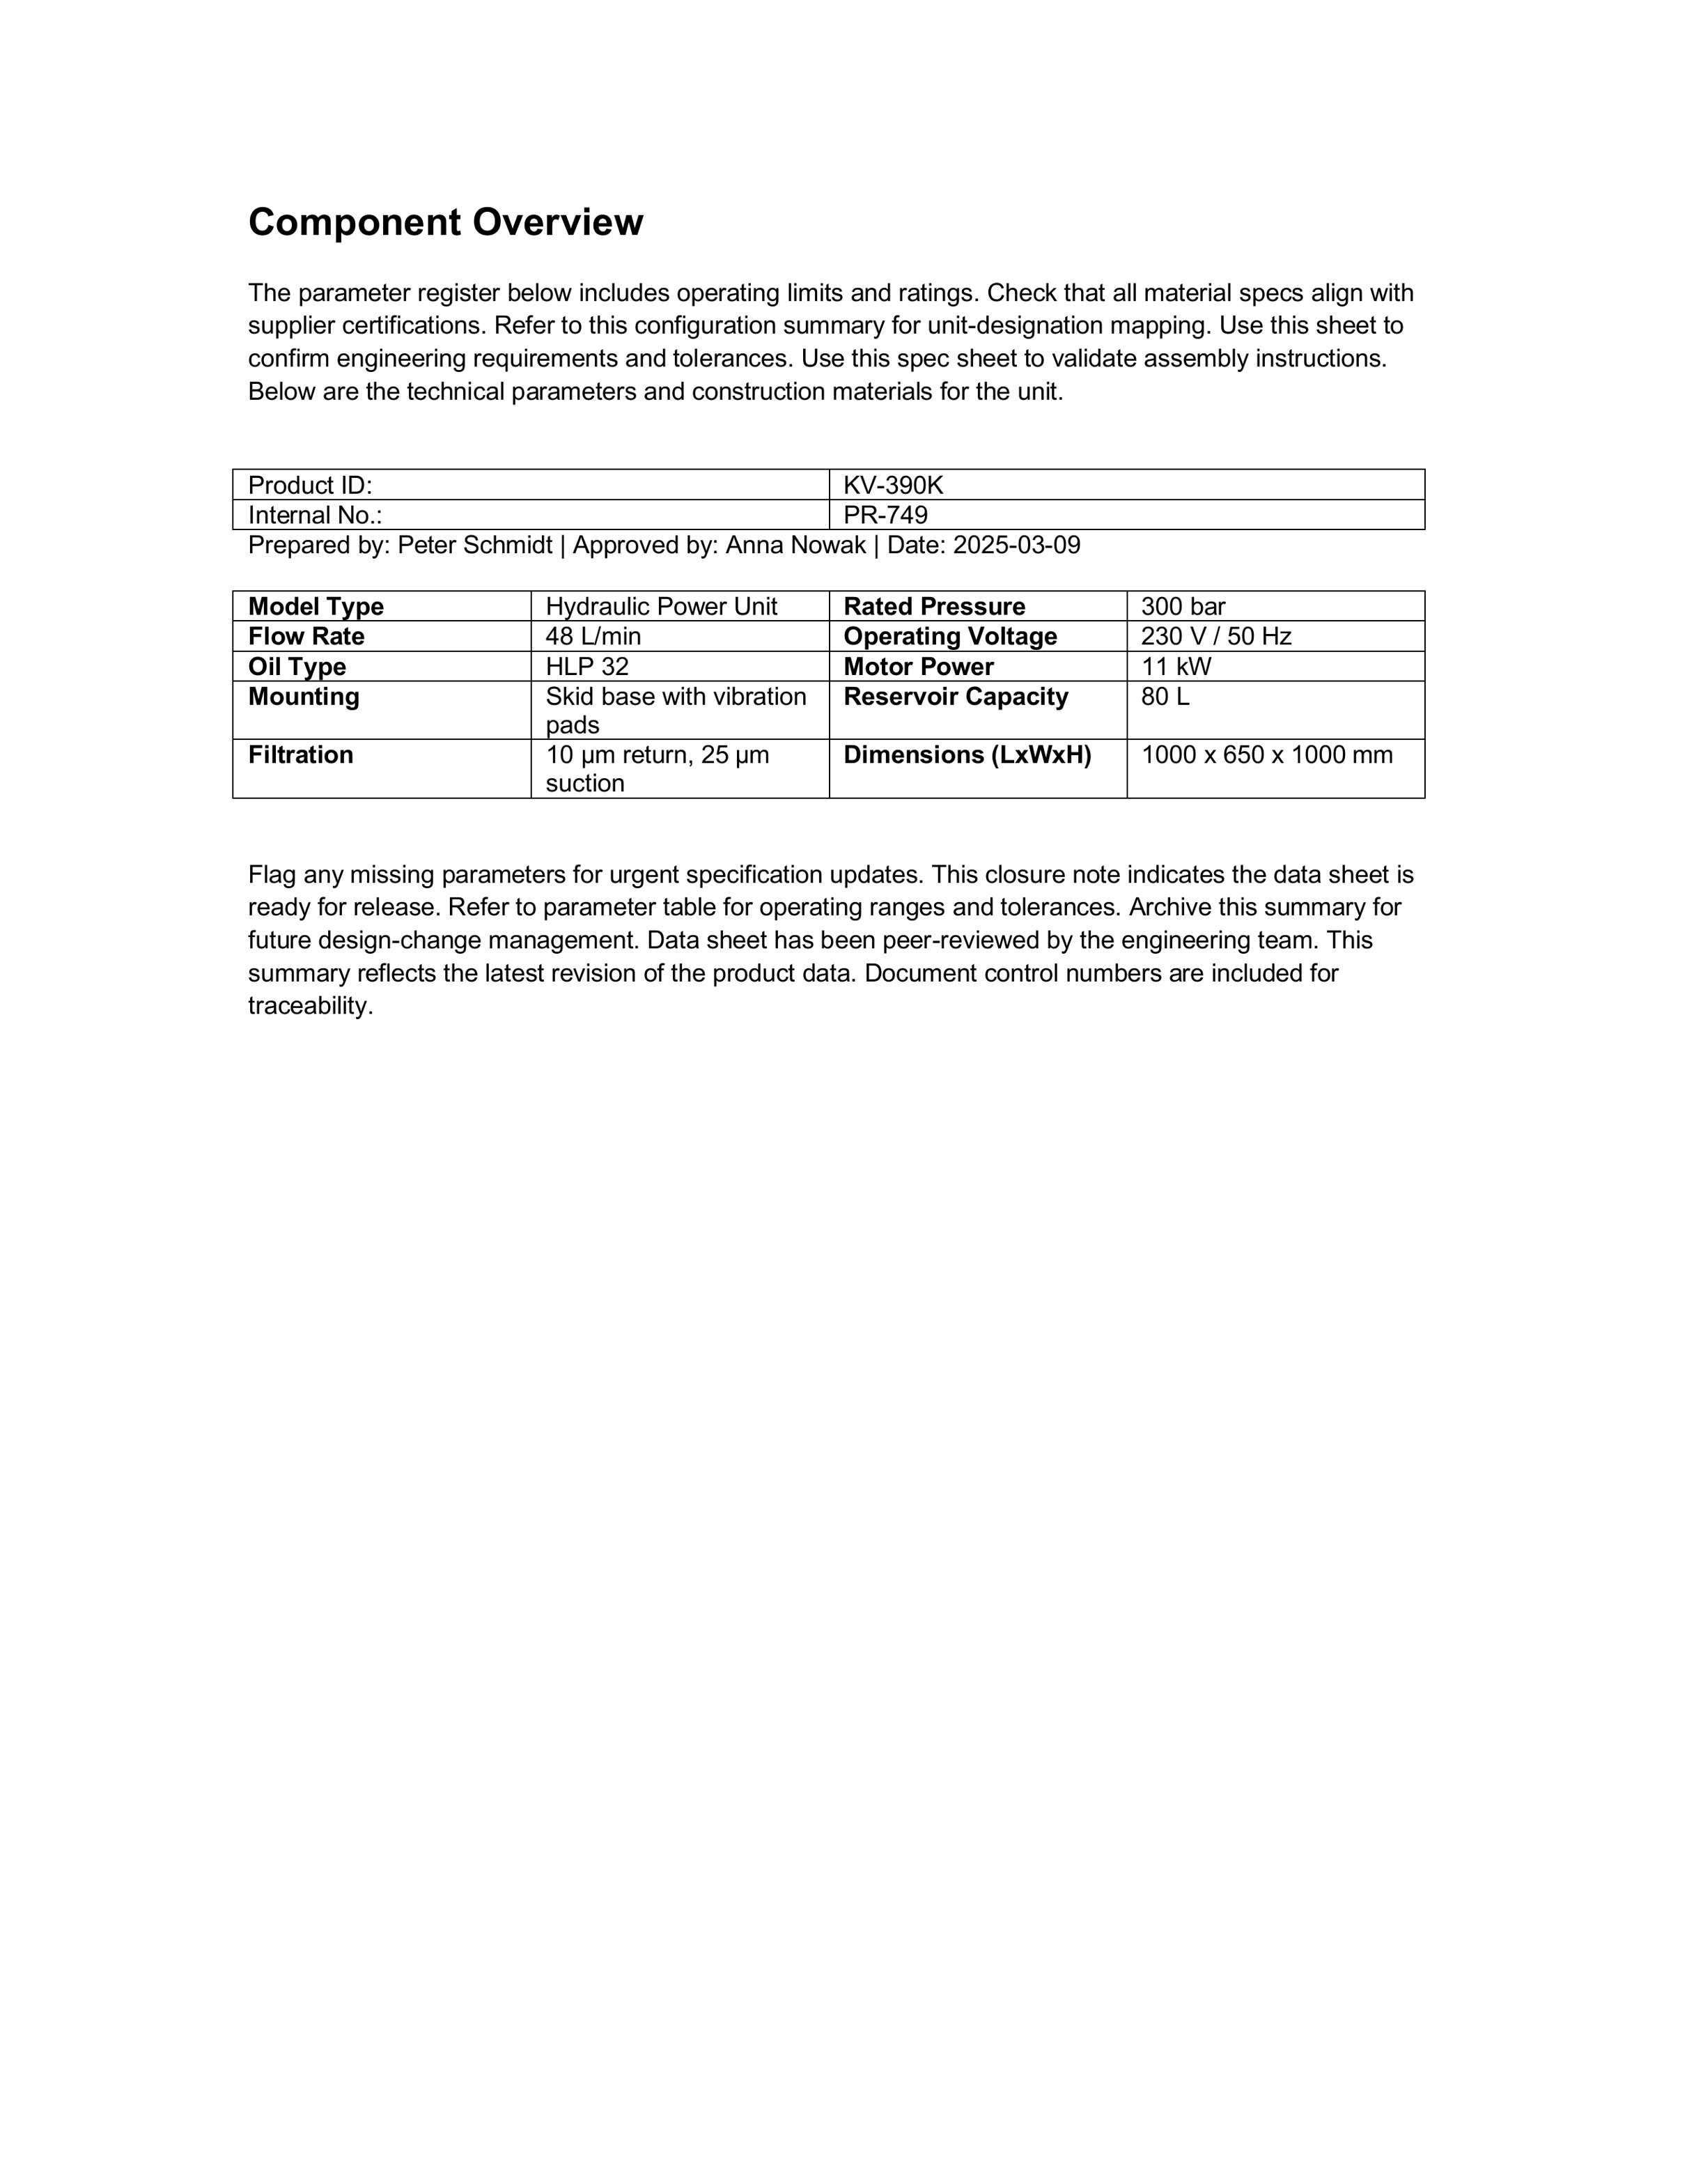 Component Overview
The parameter register below includes operating limits and ratings. Check that all material specs align with
supplier certifications. Refer to this configuration summary for unit-designation mapping. Use this sheet to
confirm engineering requirements and tolerances. Use this spec sheet to validate assembly instructions.
Below are the technical parameters and construction materials for the unit.
Product ID: KV-390K
Internal No.: PR-749
Prepared by: Peter Schmidt | Approved by: Anna Nowak | Date: 2025-03-09
Model Type Hydraulic Power Unit Rated Pressure 300 bar
Flow Rate 48 L/min Operating Voltage 230 V / 50 Hz
Oil Type HLP 32 Motor Power 11 kW
Mounting Skid base with vibration Reservoir Capacity 80 L
pads
Filtration 10 µm return, 25 µm Dimensions (LxWxH) 1000 x 650 x 1000 mm
suction
Flag any missing parameters for urgent specification updates. This closure note indicates the data sheet is
ready for release. Refer to parameter table for operating ranges and tolerances. Archive this summary for
future design-change management. Data sheet has been peer-reviewed by the engineering team. This
summary reflects the latest revision of the product data. Document control numbers are included for
traceability.